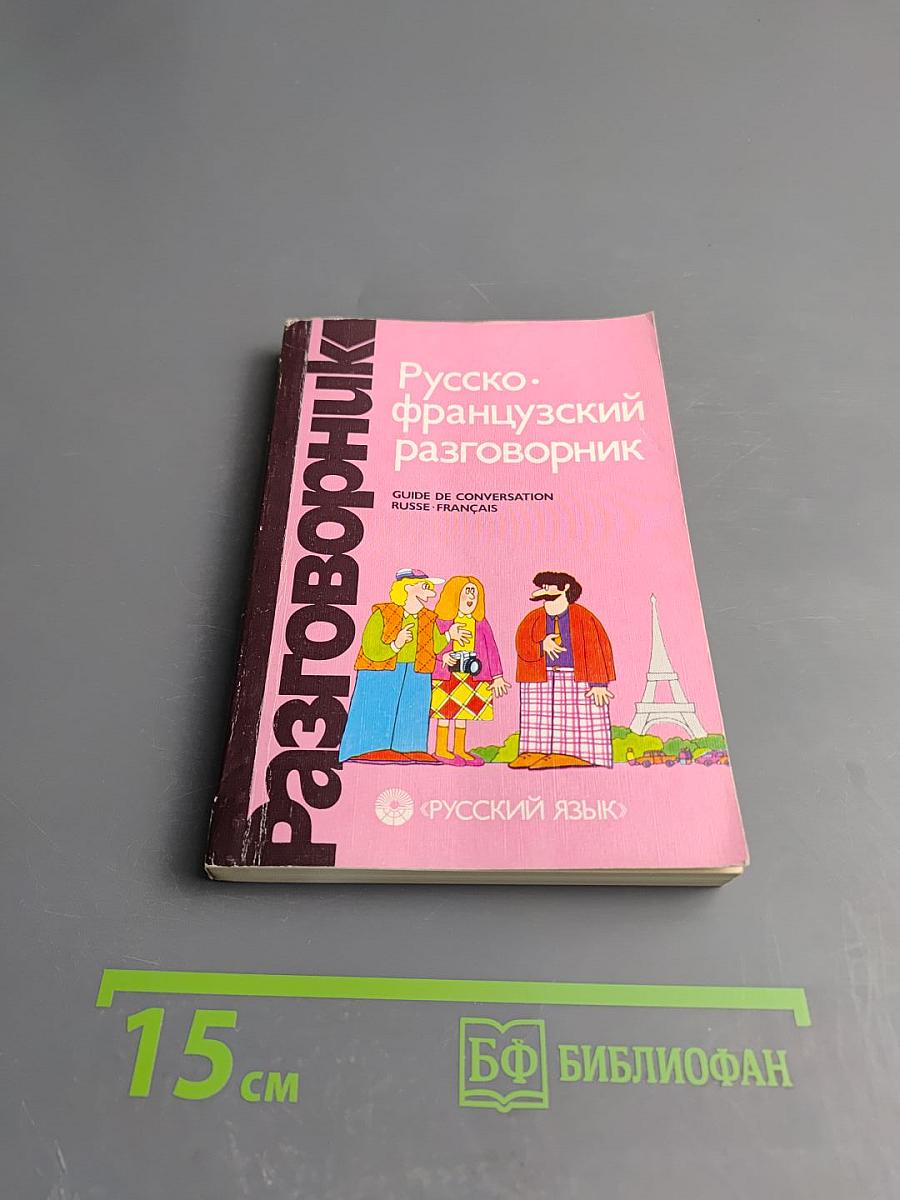 Разговорник
Русско-
французский
разговорник
GUIDE DE CONVERSATION
RUSSE·FRANÇAIS
«РУССКИЙ ЯЗЫК»
15 см
БФ БИБЛИОФАН